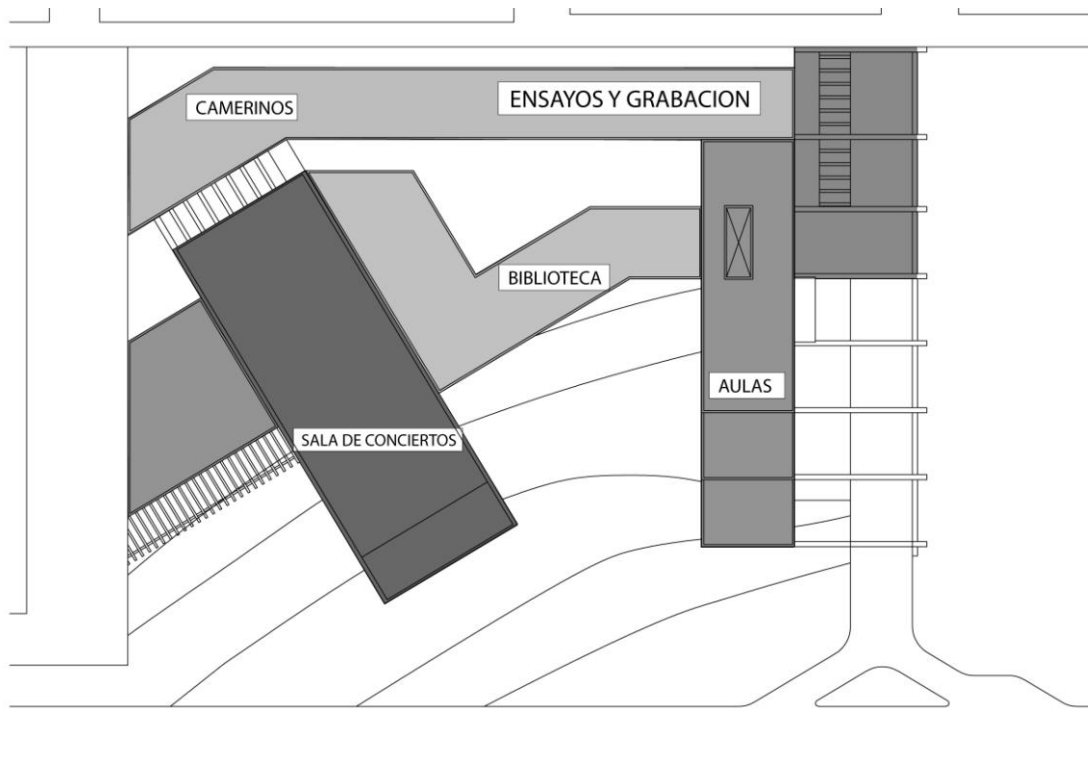 ENSAYOS Y GRABACION
CAMERINOS
BIBLIOTECA
AULAS
SALA DE CONCIERTOS